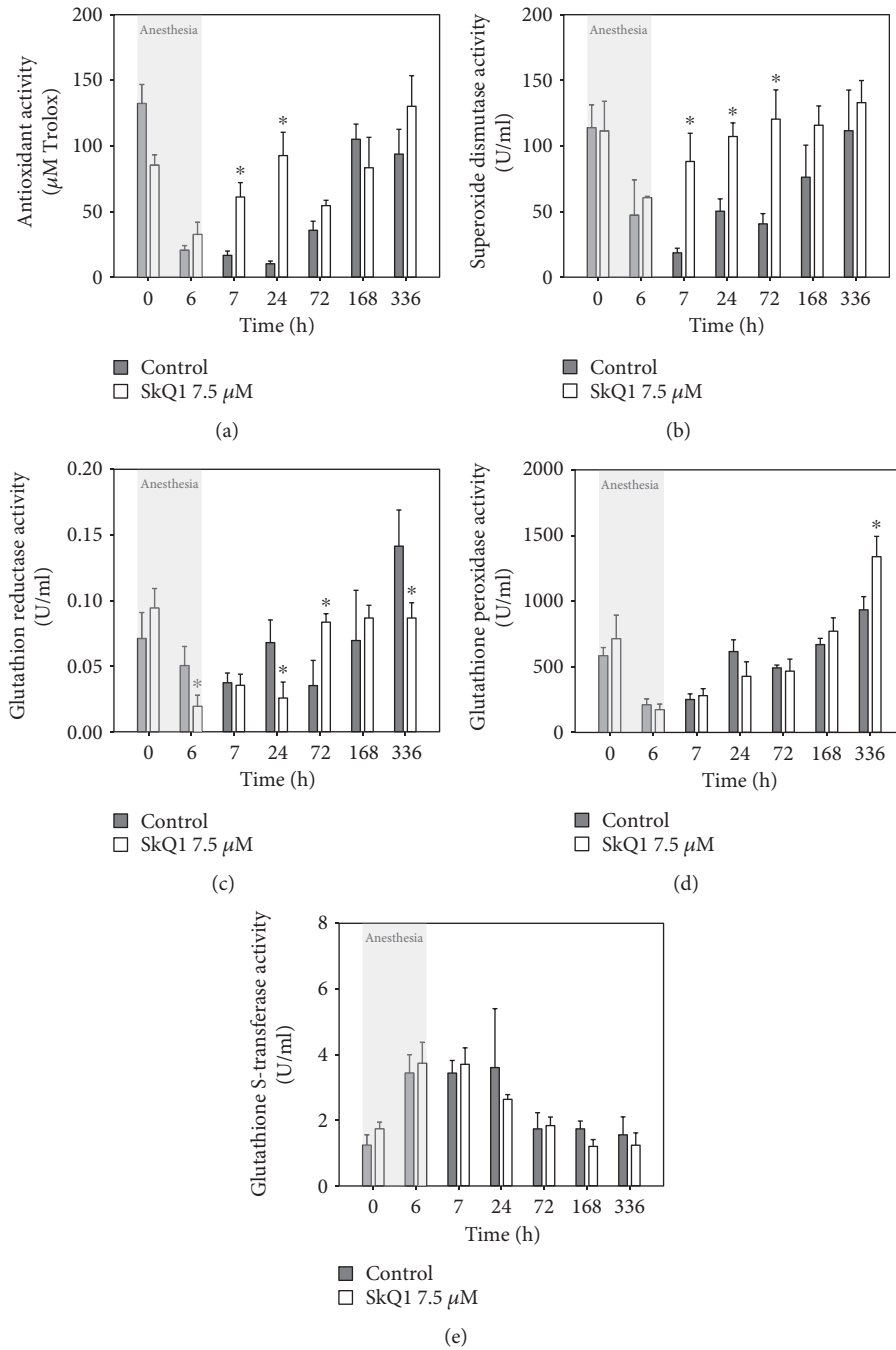 Antioxidant activity
(μM Trolox)
200
150
100
50
0
Anesthesia
*
*
0 6 7 24 72 168 336
Time (h)
Control
SkQ1 7.5 μM
(a)
Superoxide dismutase activity
(U/ml)
200
150
100
50
0
Anesthesia
*
*
*
0 6 7 24 72 168 336
Time (h)
Control
SkQ1 7.5 μM
(b)
Glutathion reductase activity
(U/ml)
0.20
0.15
0.10
0.05
0.00
Anesthesia
*
*
*
*
0 6 7 24 72 168 336
Time (h)
Control
SkQ1 7.5 μM
(c)
Glutathione peroxidase activity
(U/ml)
2000
1500
1000
500
0
Anesthesia
*
0 6 7 24 72 168 336
Time (h)
Control
SkQ1 7.5 μM
(d)
Glutathione S-transferase activity
(U/ml)
8
6
4
2
0
Anesthesia
0 6 7 24 72 168 336
Time (h)
Control
SkQ1 7.5 μM
(e)